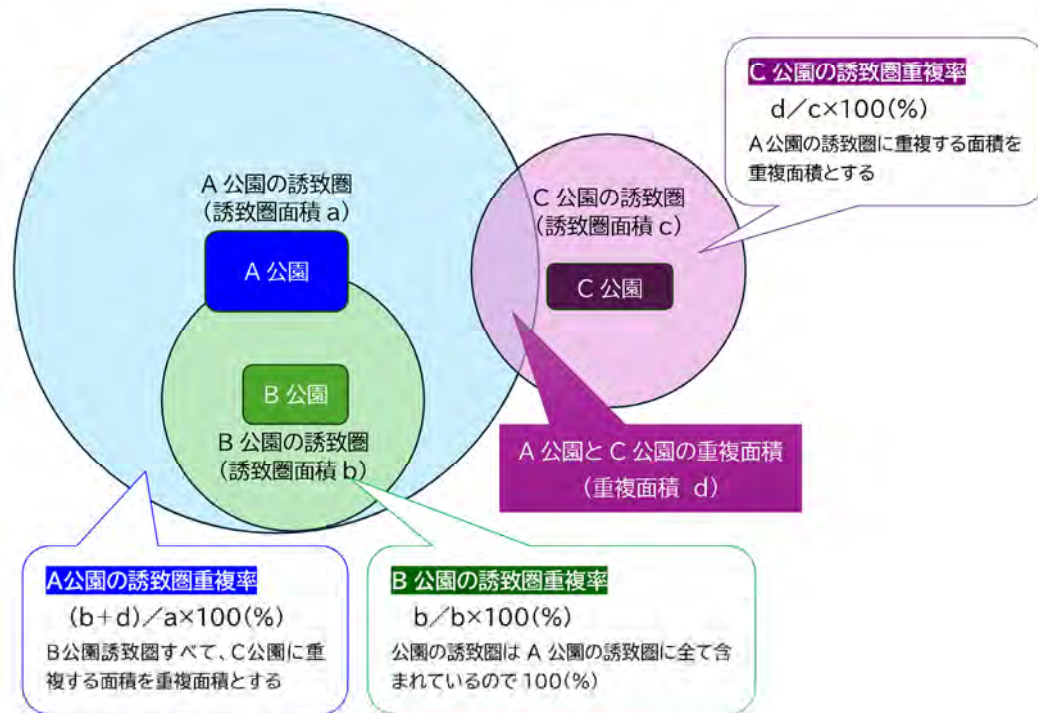 C 公園の誘致圏重複率
d/c×100(%)
A公園の誘致圏に重複する面積を
重複面積とする
A 公園の誘致圏
(誘致圏面積 a)
A 公園
C 公園の誘致圏
(誘致圏面積 c)
C 公園
B 公園
B 公園の誘致圏
(誘致圏面積 b)
A 公園と C 公園の重複面積
(重複面積 d)
A公園の誘致圏重複率
(b+d)/a×100(%)
B公園誘致圏すべて、C公園に重
複する面積を重複面積とする
B 公園の誘致圏重複率
b/b×100(%)
公園の誘致圏は A 公園の誘致圏に全て含
まれているので 100(%)